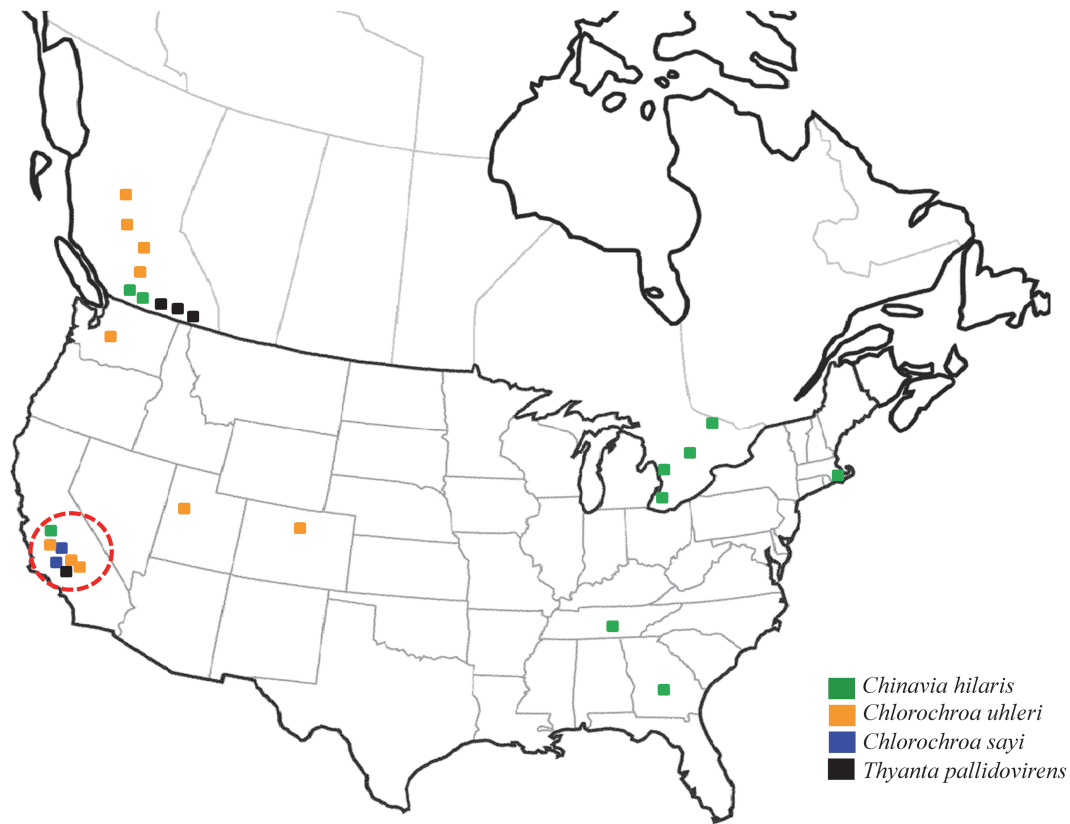 Chinavia hilaris
Chlorochroa uhleri
Chlorochroa sayi
Thyanta pallidovirens